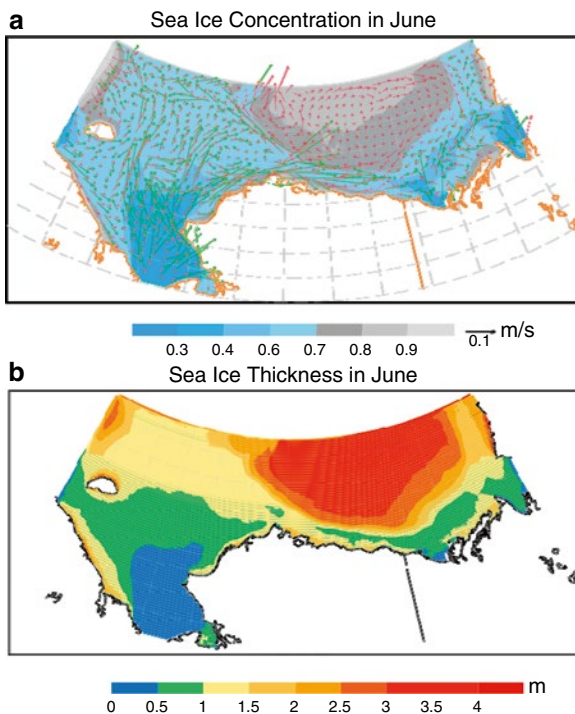 a
Sea Ice Concentration in June
0.3 0.4 0.6 0.7 0.8 0.9
0.1 m/s
b
Sea Ice Thickness in June
m
0 0.5 1 1.5 2 2.5 3 3.5 4